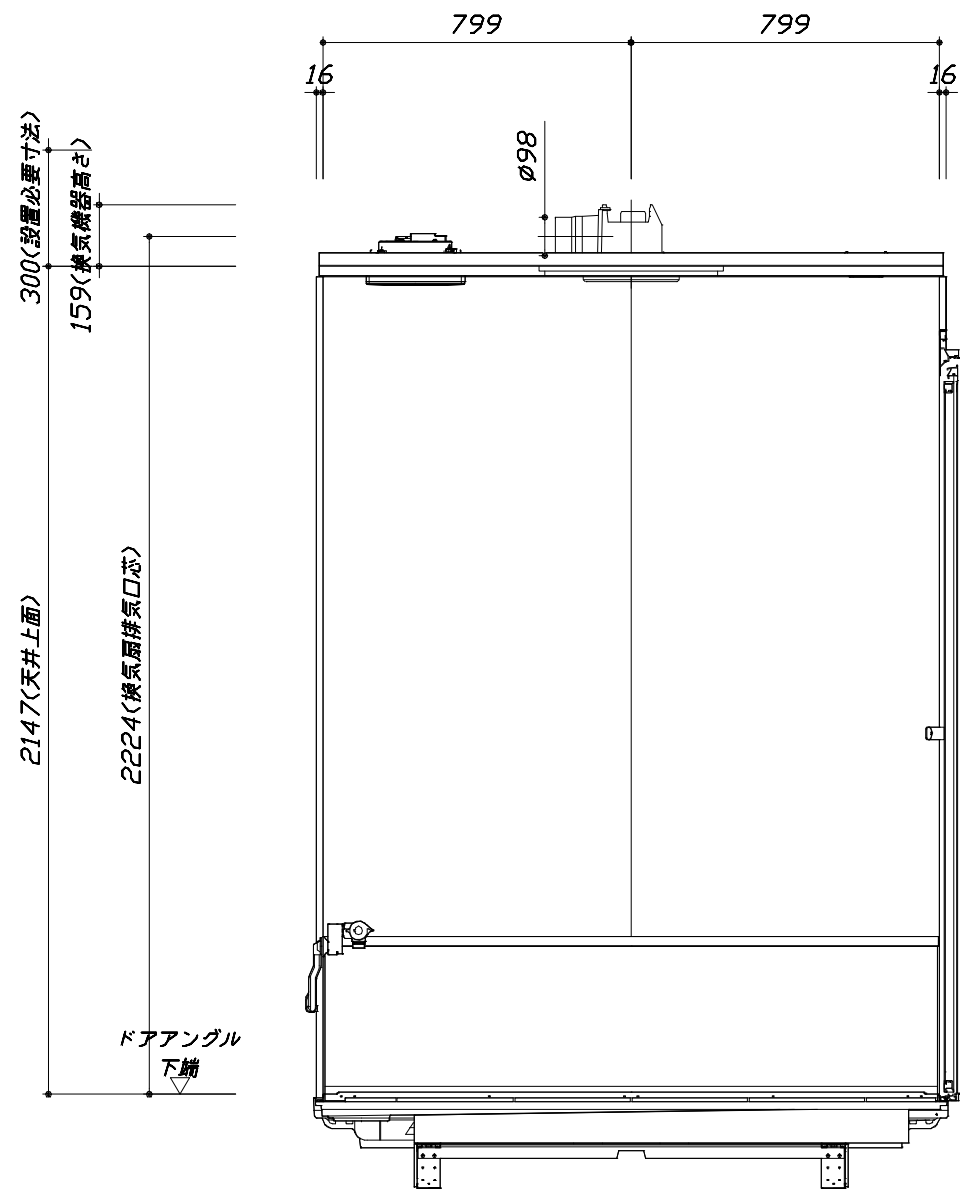 799
799
16
16
ø98
300(設置必要寸法)
159(換気機器高さ)
2147(天井上面)
2224(換気扇排気口芯)
ドアアングル
下端